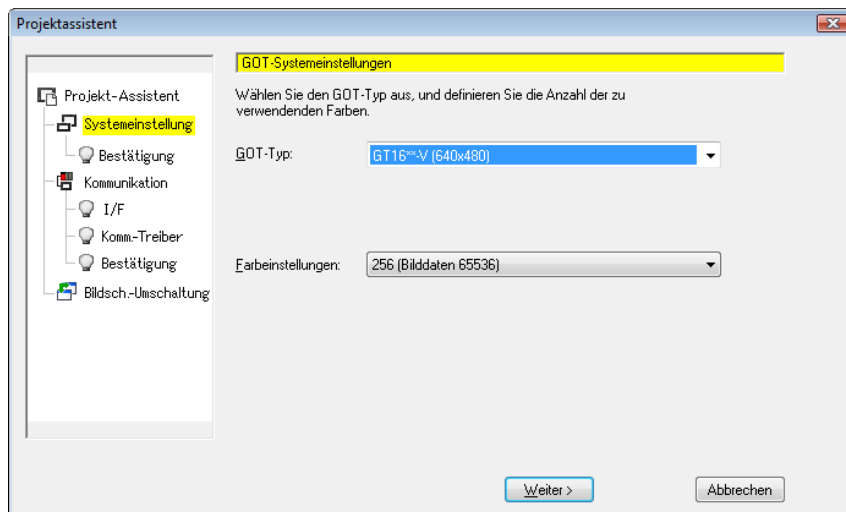 Projektassistent
Projekt-Assistent
Systemeinstellung
Bestätigung
Kommunikation
I/F
Komm.-Treiber
Bestätigung
Bildsch.-Umschaltung
GOT-Systemeinstellungen
Wählen Sie den GOT-Typ aus, und definieren Sie die Anzahl der zu
verwendenden Farben.
GOT-Typ: GT16**-V (640x480)
Farbeinstellungen: 256 (Bilddaten 65536)
Weiter > Abbrechen